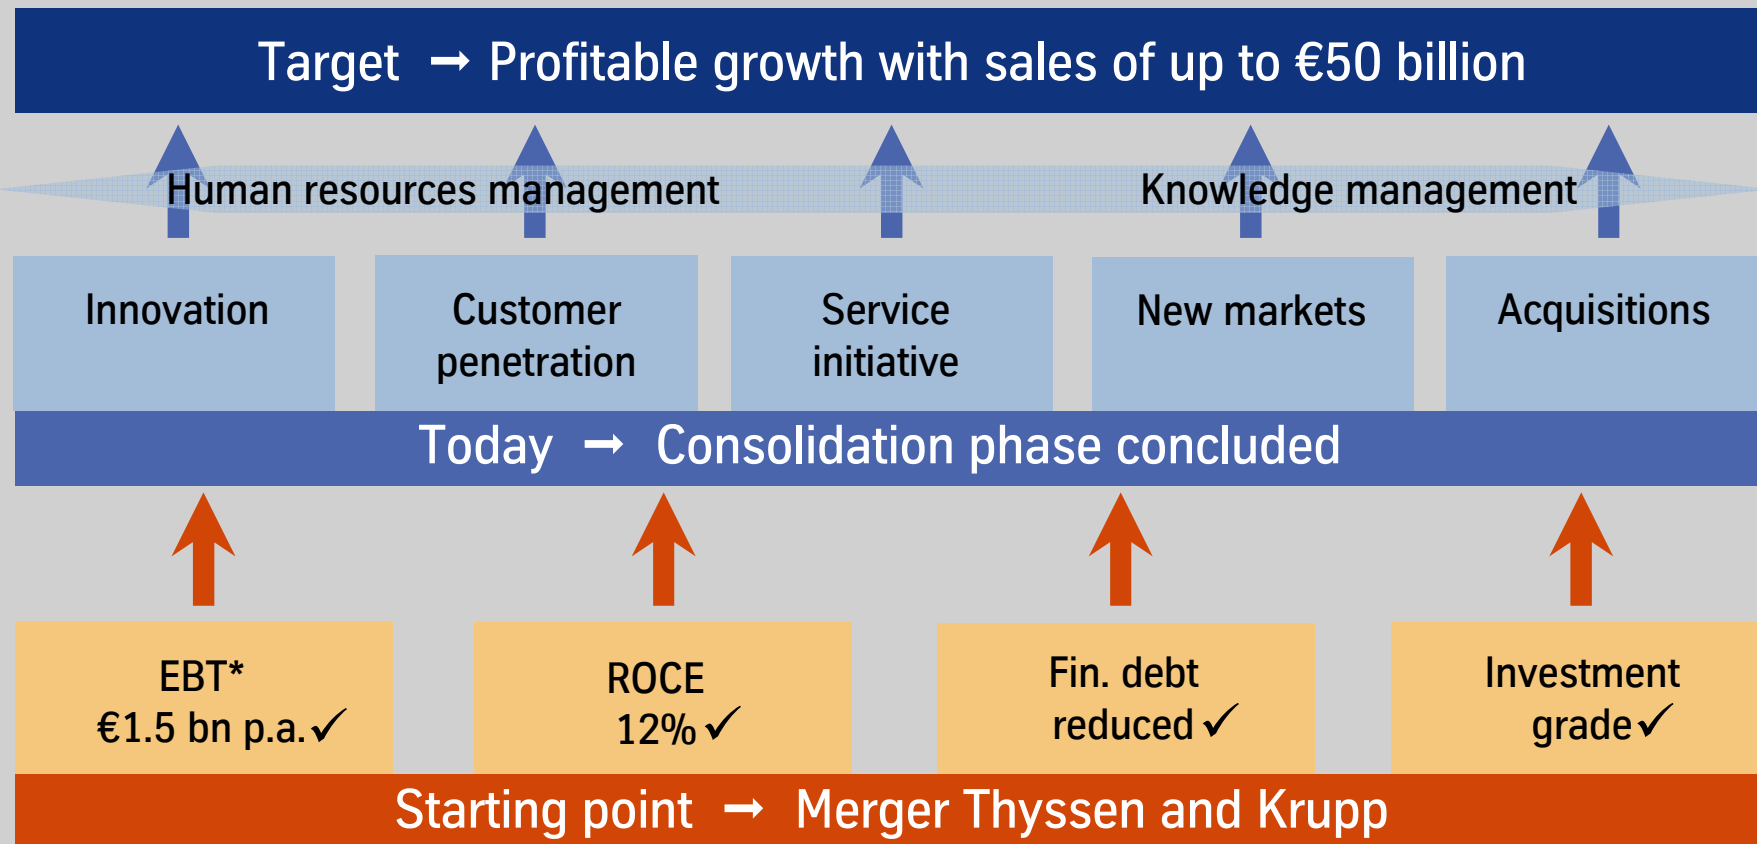 Target → Profitable growth with sales of up to €50 billion
Human resources management
Knowledge management
Innovation
Customer
penetration
Service
initiative
New markets
Acquisitions
Today → Consolidation phase concluded
EBT*
€1.5 bn p.a. ✓
ROCE
12% ✓
Fin. debt
reduced ✓
Investment
grade ✓
Starting point → Merger Thyssen and Krupp